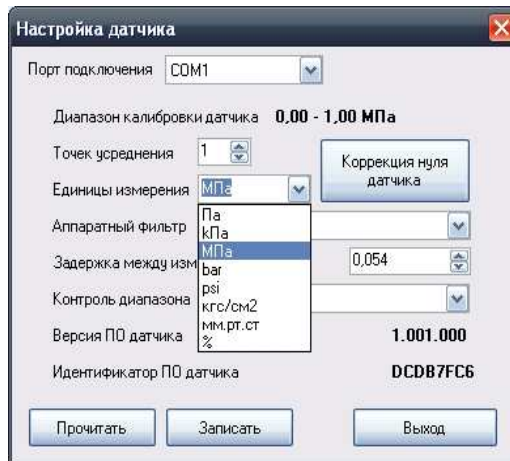 Настройка датчика
Порт подключения COM1
Диапазон калибровки датчика 0,00 - 1,00 МПа
Точек усреднения 1
Коррекция нуля
датчика
Единицы измерения МПа
Па
кПа
МПа
bar
psi
кгс/см2
мм.рт.ст
%
Аппаратный фильтр
Задержка между изм 0,054
Контроль диапазона
Версия ПО датчика 1.001.000
Идентификатор ПО датчика DCDB7FC6
Прочитать Записать Выход